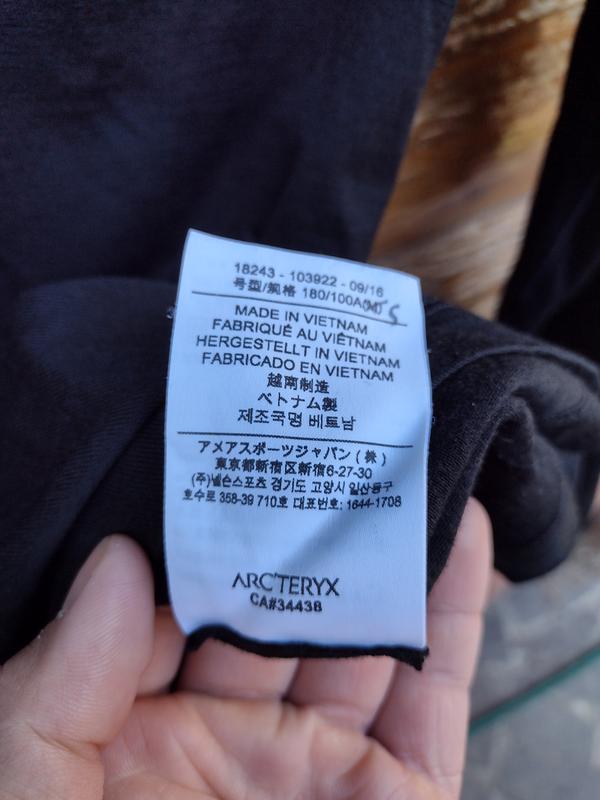 18243 - 103922 - 09/16
号型/规格 180/100A(M) S
MADE IN VIETNAM
FABRIQUÉ AU VIÊTNAM
HERGESTELLT IN VIETNAM
FABRICADO EN VIETNAM
越南制造
ベトナム製
제조국명 베트남
アメアスポーツジャパン (株)
東京都新宿区新宿6-27-30
(주)넬슨스포츠 경기도 고양시 일산동구
호수로 358-39 710호 대표번호: 1644-1708
ARC'TERYX
CA#34438